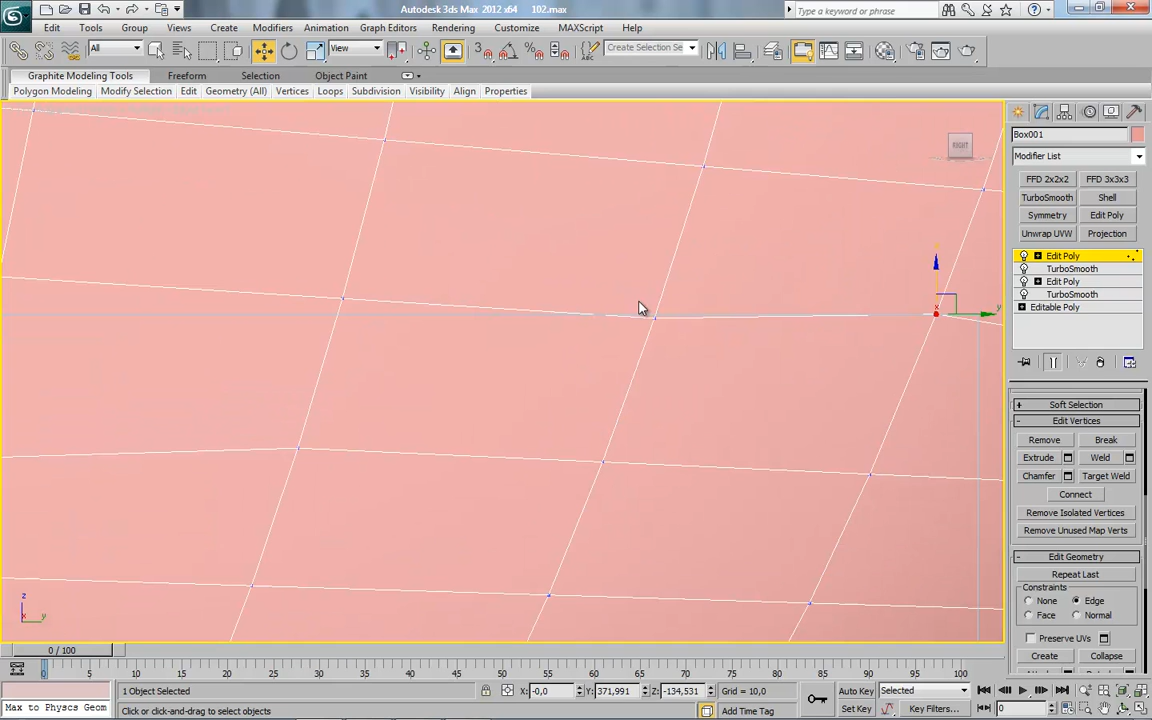 Autodesk 3ds Max 2012 x64    102.max
Type a keyword or phrase
Edit Tools Group Views Create Modifiers Animation Graph Editors Rendering Customize MAXScript Help
All View Create Selection Se
Graphite Modeling Tools Freeform Selection Object Paint
Polygon Modeling Modify Selection Edit Geometry (All) Vertices Loops Subdivision Visibility Align Properties
RIGHT
Box001
Modifier List
FFD 2x2x2 FFD 3x3x3
TurboSmooth Shell
Symmetry Edit Poly
Unwrap UVW Projection
Edit Poly
TurboSmooth
Edit Poly
TurboSmooth
Editable Poly
x y
+ Soft Selection
- Edit Vertices
Remove Break
Extrude Weld
Chamfer Target Weld
Connect
Remove Isolated Vertices
Remove Unused Map Verts
- Edit Geometry
Repeat Last
Constraints
None Edge
Face Normal
Preserve UVs
Create Collapse
z
x y
0 / 100
0 5 10 15 20 25 30 35 40 45 50 55 60 65 70 75 80 85 90 95 100
1 Object Selected X: -0,0 Y: 371,991 Z: -134,531 Grid = 10,0 Auto Key Selected
Max to Physcs Geom Click or click-and-drag to select objects Add Time Tag Set Key Key Filters... 0